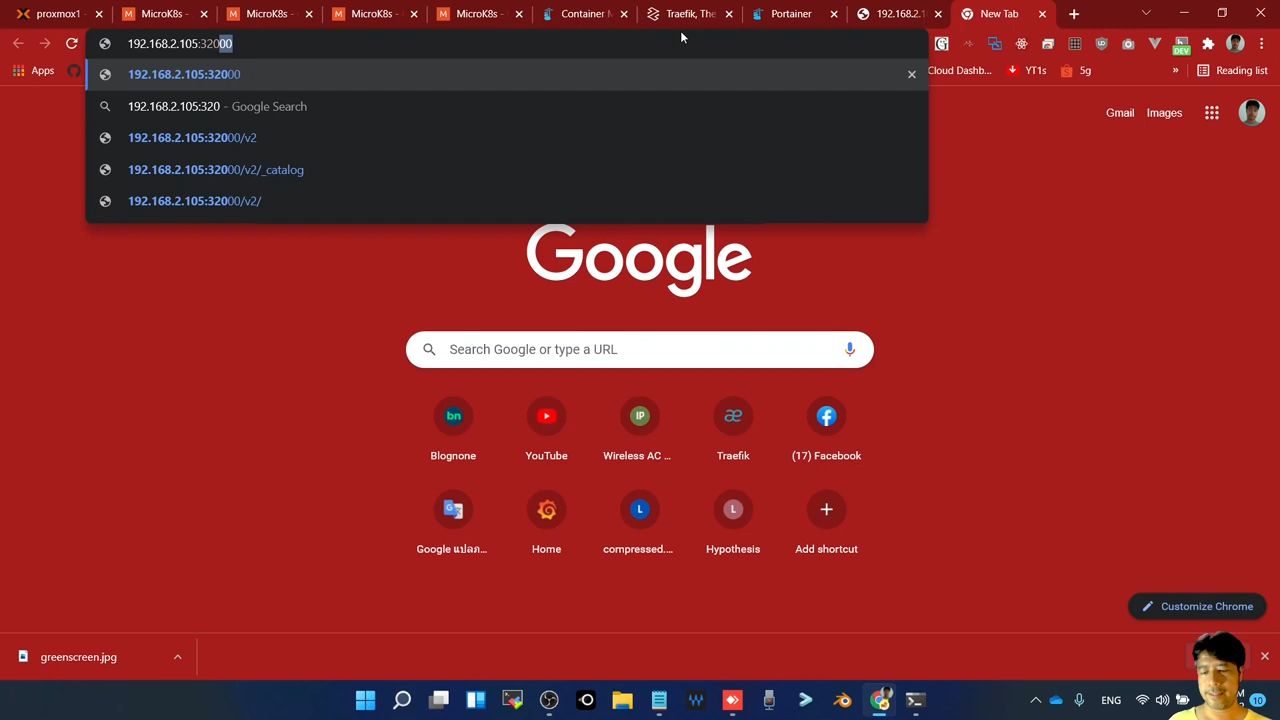 proxmox1
MicroK8s -
MicroK8s -
MicroK8s -
MicroK8s -
Container M
Traefik, The
Portainer
192.168.2.10
New Tab
192.168.2.105:32000
192.168.2.105:32000
192.168.2.105:320 - Google Search
192.168.2.105:32000/v2
192.168.2.105:32000/v2/_catalog
192.168.2.105:32000/v2/
DEV
Apps
Cloud Dashb...
YT1s
5g
»
Reading list
Gmail
Images
Google
Search Google or type a URL
bn
IP
Blognone
YouTube
Wireless AC ...
Traefik
(17) Facebook
L
L
Google แปลภ...
Home
compressed....
Hypothesis
Add shortcut
Customize Chrome
greenscreen.jpg
ENG
10